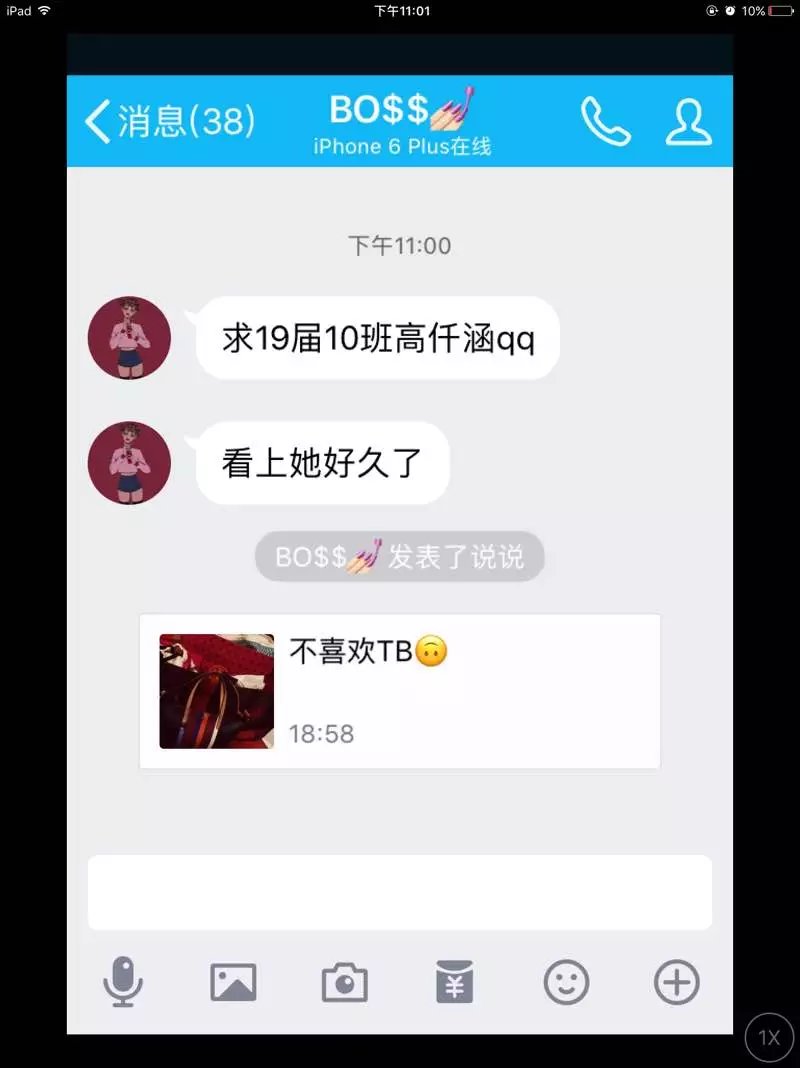 iPad 下午11:01 10%
消息(38) BO$$💅🏻
iPhone 6 Plus在线
下午11:00
求19届10班高仟涵qq
看上她好久了
BO$$💅🏻 发表了说说
不喜欢TB🙃
18:58
¥
1X